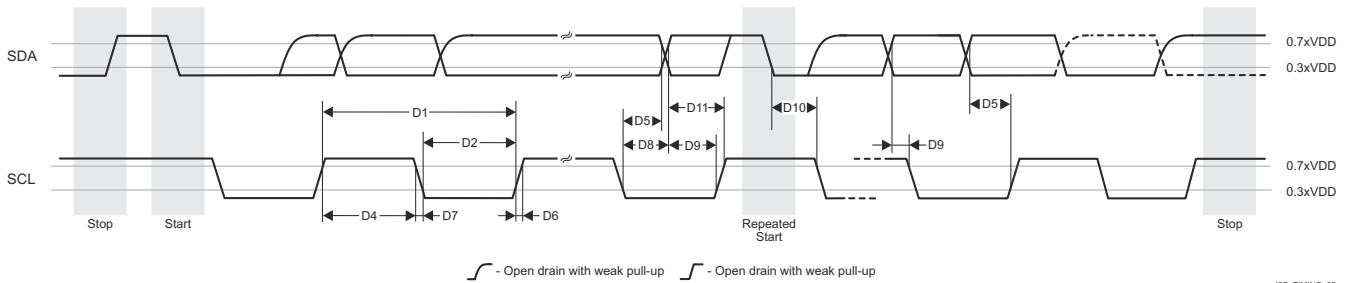 SDA
0.7xVDD
0.3xVDD
D1
D11
D10
D5
D5
D2
D8
D9
D9
SCL
0.7xVDD
0.3xVDD
D4
D7
D6
Stop
Start
Repeated
Start
Stop
- Open drain with weak pull-up
- Open drain with weak pull-up